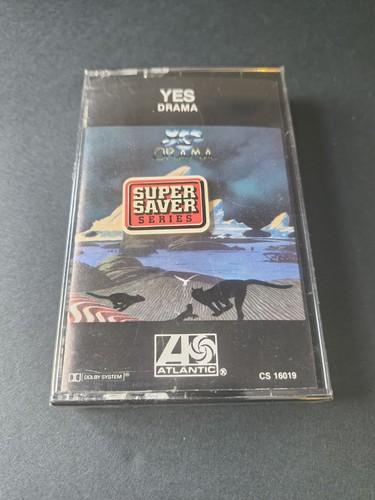 YES
DRAMA
YES
DRAMA
SUPER
SAVER
SERIES
ATLANTIC®
DOLBY SYSTEM®
CS 16019